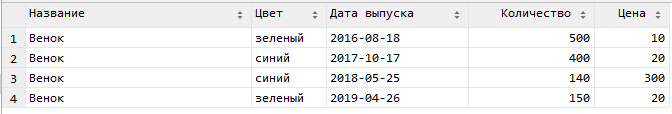 Название Цвет Дата выпуска Количество Цена
1 Венок зеленый 2016-08-18 500 10
2 Венок синий 2017-10-17 400 20
3 Венок синий 2018-05-25 140 300
4 Венок зеленый 2019-04-26 150 20